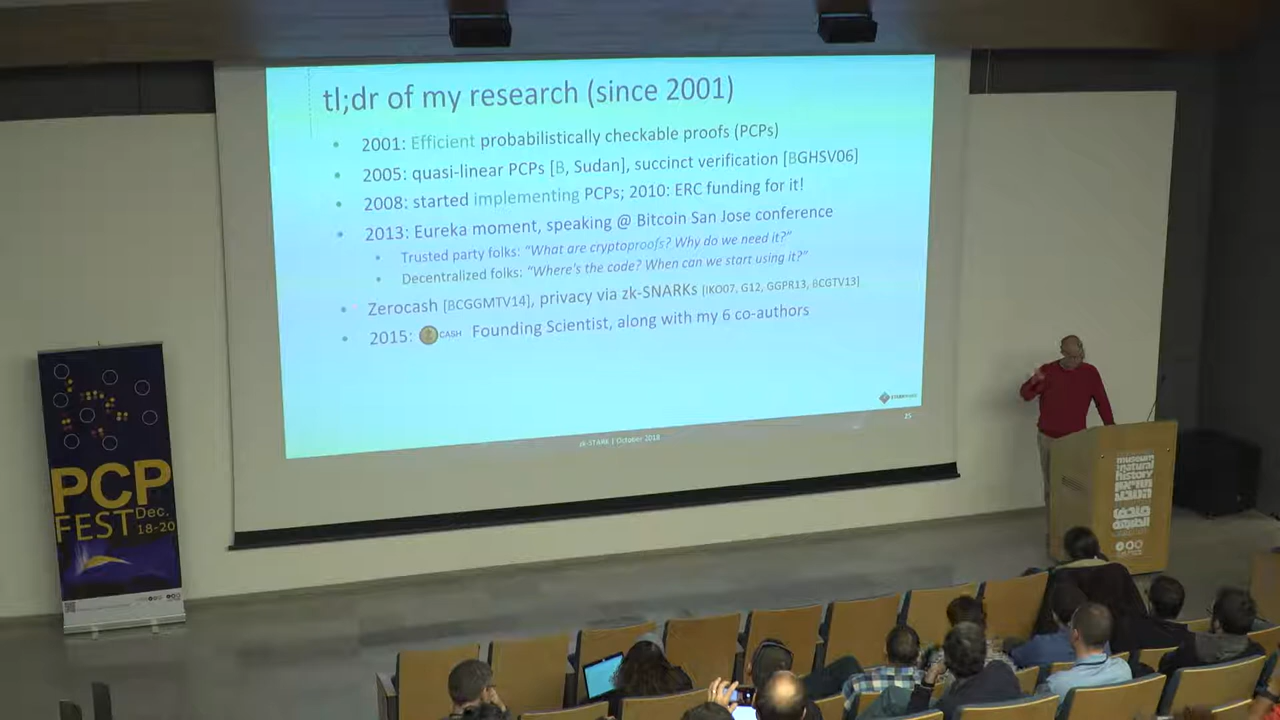 tl;dr of my research (since 2001)
• 2001: Efficient probabilistically checkable proofs (PCPs)
• 2005: quasi-linear PCPs [B, Sudan], succinct verification [BGHSV06]
• 2008: started implementing PCPs; 2010: ERC funding for it!
• 2013: Eureka moment, speaking @ Bitcoin San Jose conference
• Trusted party folks: “What are cryptoproofs? Why do we need it?”
• Decentralized folks: “Where's the code? When can we start using it?”
• Zerocash [BCGGMTV14], privacy via zk-SNARKs [IKO07, G12, GGPR13, BCGTV13]
• 2015: CASH Founding Scientist, along with my 6 co-authors
zk-STARK | October 2018
25
PCP
FEST Dec.
18-20
museum
natural
history